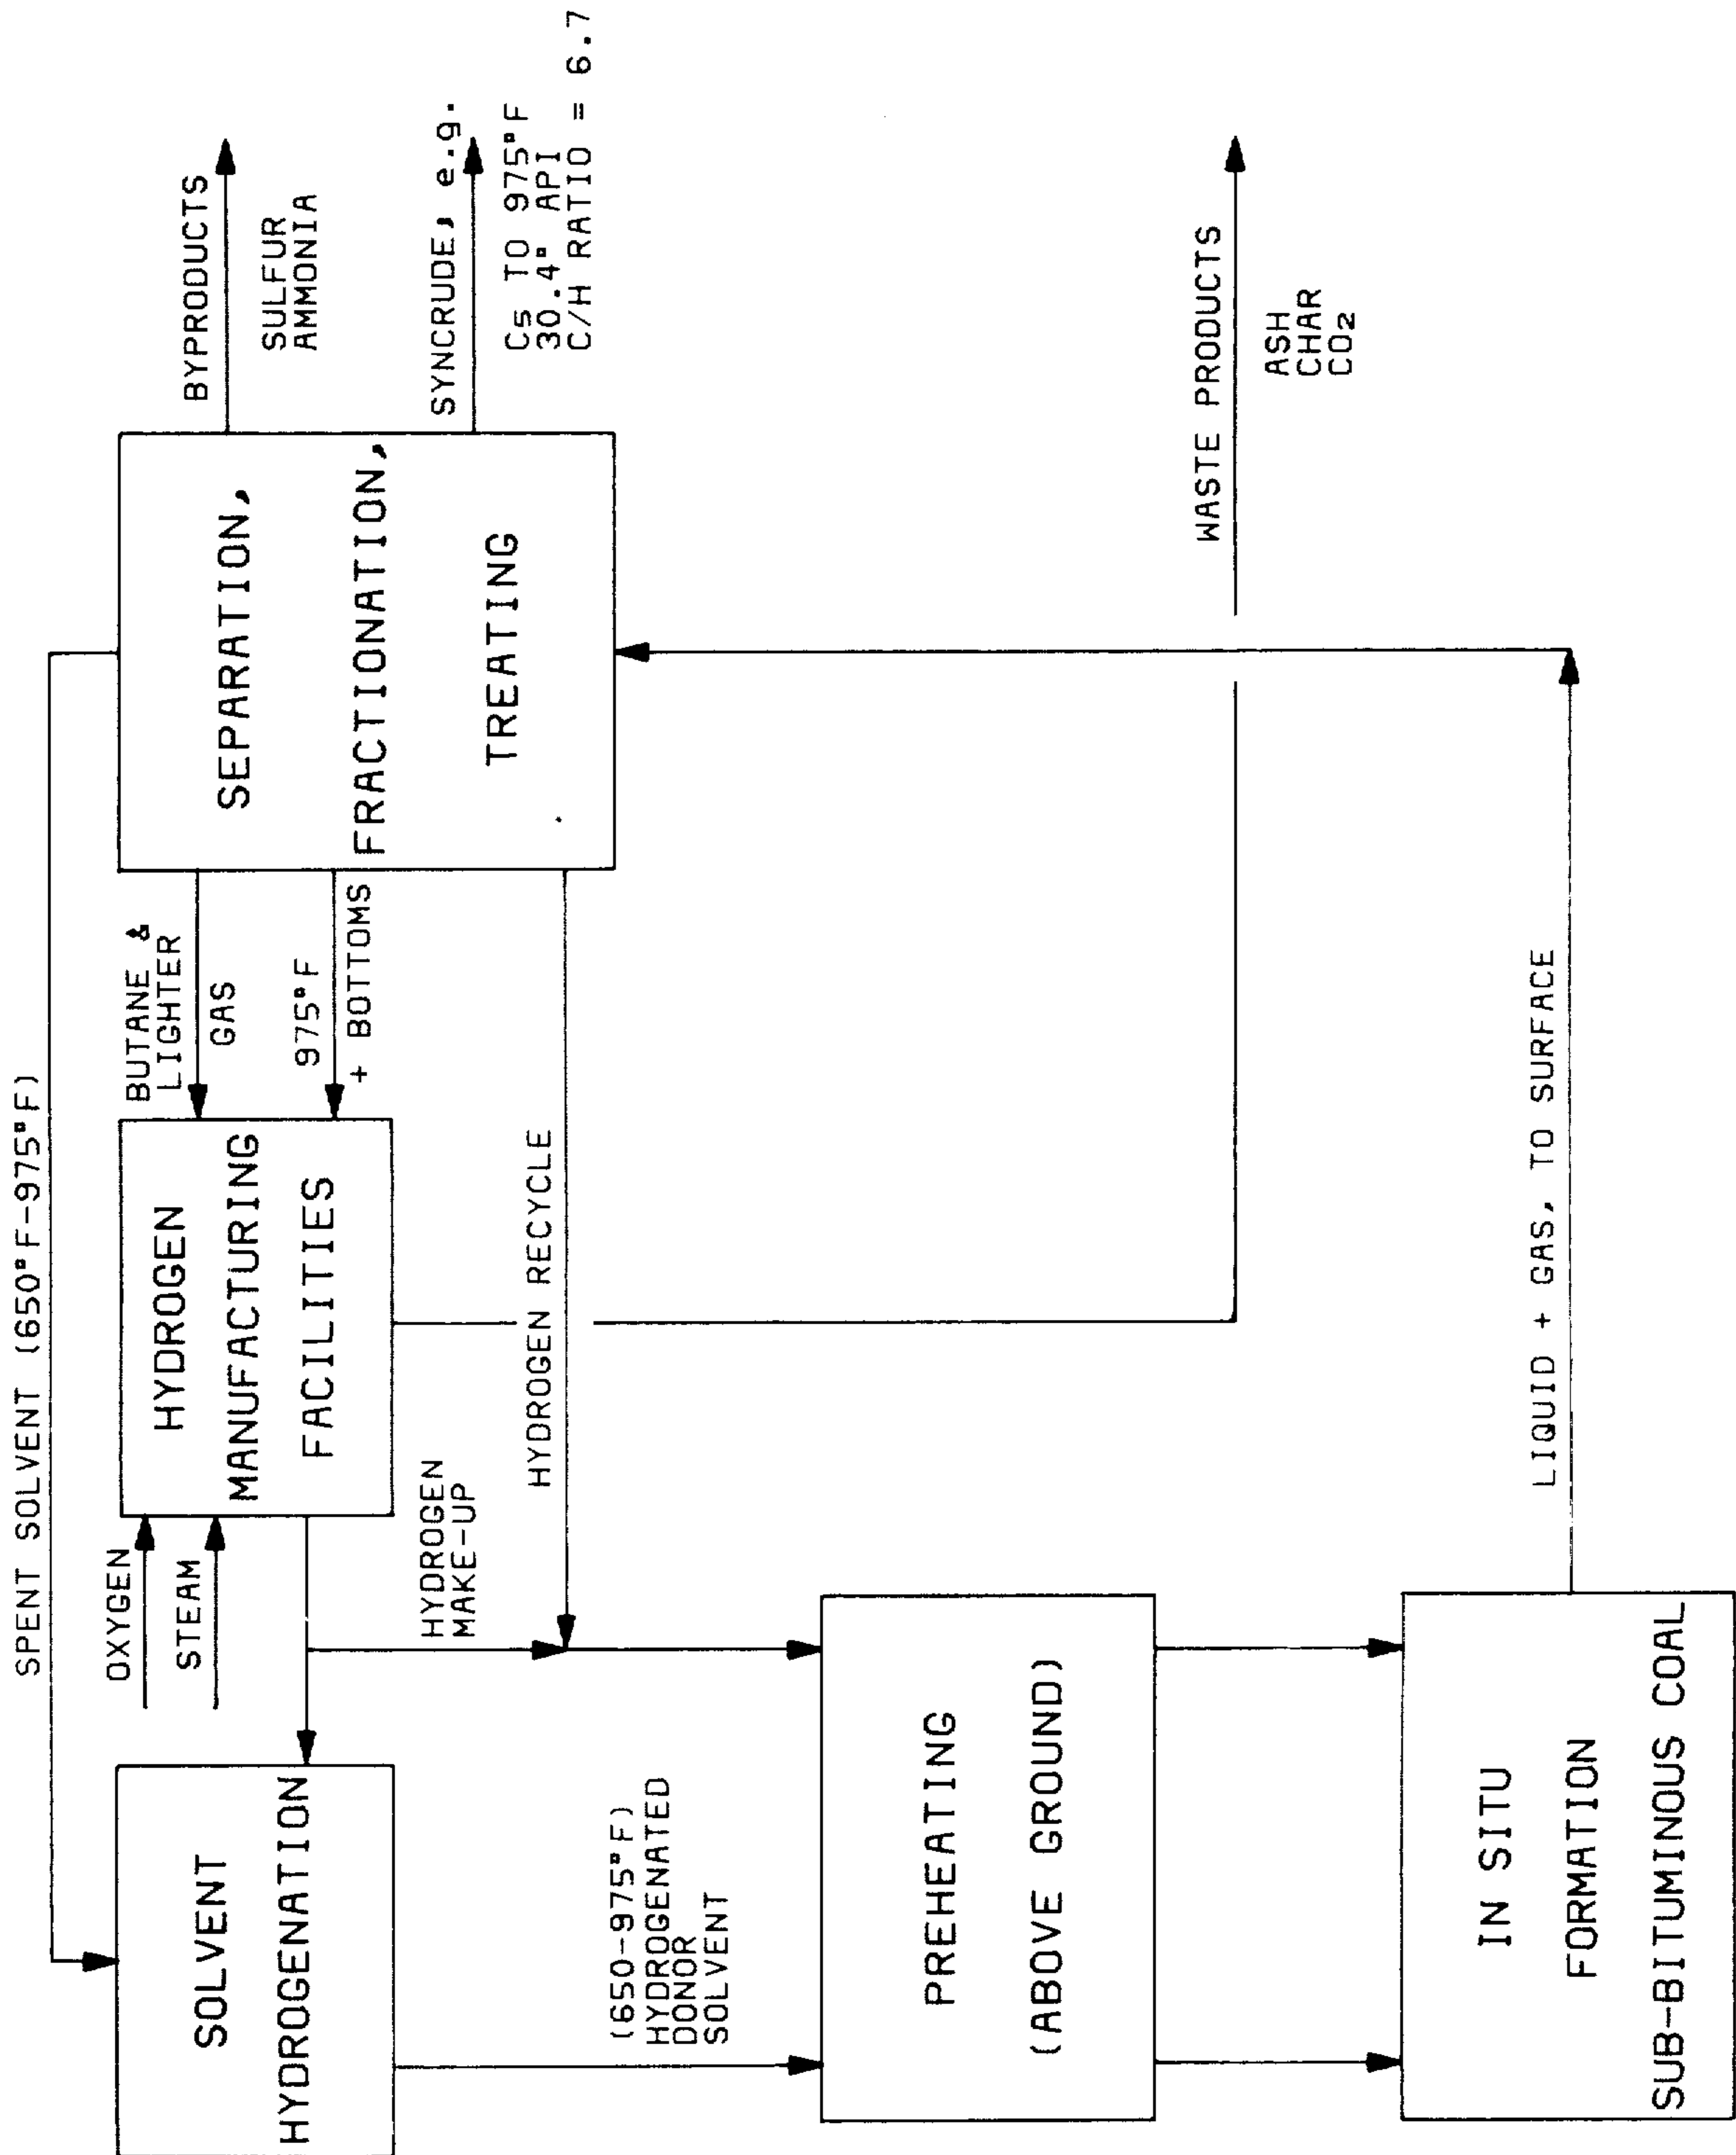 SPENT SOLVENT (650°F-975°F)
SOLVENT
HYDROGENATION
OXYGEN
STEAM
HYDROGEN
MANUFACTURING
FACILITIES
BUTANE &
LIGHTER
GAS
975°F
+ BOTTOMS
SEPARATION,
FRACTIONATION,
TREATING
BYPRODUCTS
SULFUR
AMMONIA
SYNCRUDE, e.g.
C5 TO 975°F
30.4° API
C/H RATIO = 6.7
HYDROGEN
MAKE-UP
HYDROGEN RECYCLE
(650-975°F)
HYDROGENATED
DONOR
SOLVENT
PREHEATING
(ABOVE GROUND)
WASTE PRODUCTS
ASH
CHAR
CO2
IN SITU
FORMATION
SUB-BITUMINOUS COAL
LIQUID + GAS, TO SURFACE